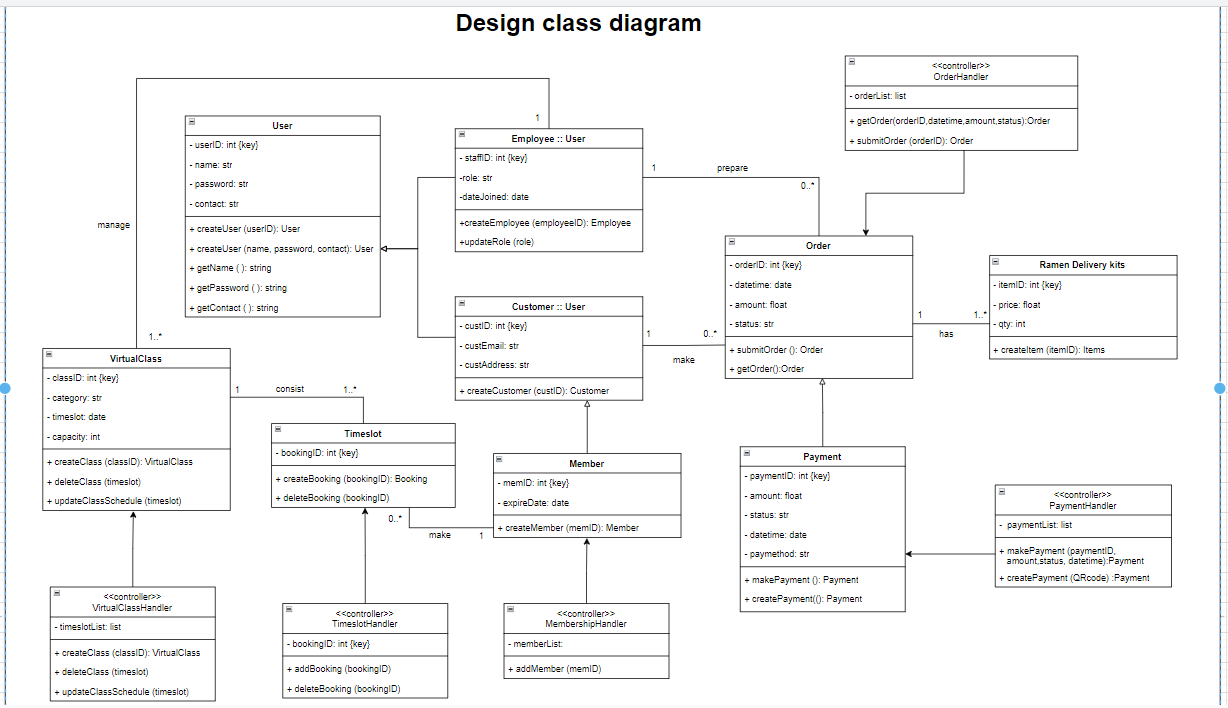 Design class diagram
<<controller>>
OrderHandler
- orderList: list
+ getOrder(orderID,datetime,amount,status):Order
+ submitOrder (orderID): Order
User
- userID: int {key}
- name: str
- password: str
- contact: str
+ createUser (userID): User
+ createUser (name, password, contact): User
+ getName ( ): string
+ getPassword ( ): string
+ getContact ( ): string
1
Employee :: User
- staffID: int {key}
-role: str
-dateJoined: date
+createEmployee (employeeID): Employee
+updateRole (role)
1
prepare
0..*
manage
1..*
Customer :: User
- custID: int {key}
- custEmail: str
- custAddress: str
+ createCustomer (custID): Customer
1
0..*
make
Order
- orderID: int {key}
- datetime: date
- amount: float
- status: str
+ submitOrder (): Order
+ getOrder():Order
1
1..*
has
Ramen Delivery kits
- itemID: int {key}
- price: float
- qty: int
+ createItem (itemID): Items
VirtualClass
- classID: int {key}
- category: str
- timeslot: date
- capacity: int
+ createClass (classID): VirtualClass
+ deleteClass (timeslot)
+ updateClassSchedule (timeslot)
1
consist
1..*
Timeslot
- bookingID: int {key}
+ createBooking (bookingID): Booking
+ deleteBooking (bookingID)
0..*
make
1
Member
- memID: int {key}
- expireDate: date
+ createMember (memID): Member
Payment
- paymentID: int {key}
- amount: float
- status: str
- datetime: date
- paymethod: str
+ makePayment (): Payment
+ createPayment((): Payment
<<controller>>
PaymentHandler
- paymentList: list
+ makePayment (paymentID,
amount,status, datetime):Payment
+ createPayment (QRcode) :Payment
<<controller>>
VirtualClassHandler
- timeslotList: list
+ createClass (classID): VirtualClass
+ deleteClass (timeslot)
+ updateClassSchedule (timeslot)
<<controller>>
TimeslotHandler
- bookingID: int {key}
+ addBooking (bookingID)
+ deleteBooking (bookingID)
<<controller>>
MembershipHandler
- memberList:
+ addMember (memID)